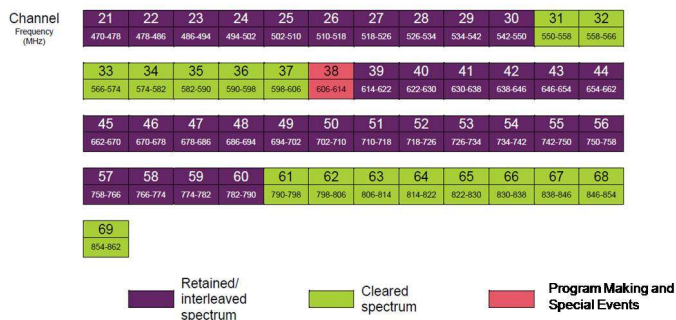 Channel
Frequency
(MHz)
21 22 23 24 25 26 27 28 29 30 31 32
470-478 478-486 486-494 494-502 502-510 510-518 518-526 526-534 534-542 542-550 550-558 558-566
33 34 35 36 37 38 39 40 41 42 43 44
566-574 574-582 582-590 590-598 598-606 606-614 614-622 622-630 630-638 638-646 646-654 654-662
45 46 47 48 49 50 51 52 53 54 55 56
662-670 670-678 678-686 686-694 694-702 702-710 710-718 718-726 726-734 734-742 742-750 750-758
57 58 59 60 61 62 63 64 65 66 67 68
758-766 766-774 774-782 782-790 790-798 798-806 806-814 814-822 822-830 830-838 838-846 846-854
69
854-862
Retained/
interleaved
spectrum
Cleared
spectrum
Program Making and
Special Events